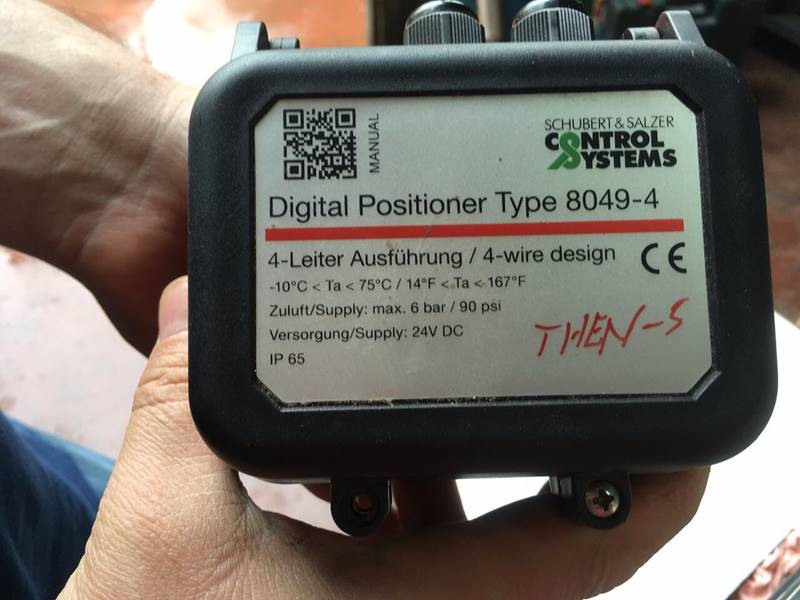 MANUAL
SCHUBERT & SALZER
CONTROL
SYSTEMS
Digital Positioner Type 8049-4
4-Leiter Ausführung / 4-wire design
CE
-10°C < Ta < 75°C / 14°F < Ta < 167°F
Zuluft/Supply: max. 6 bar / 90 psi
Versorgung/Supply: 24V DC
THEN-S
IP 65